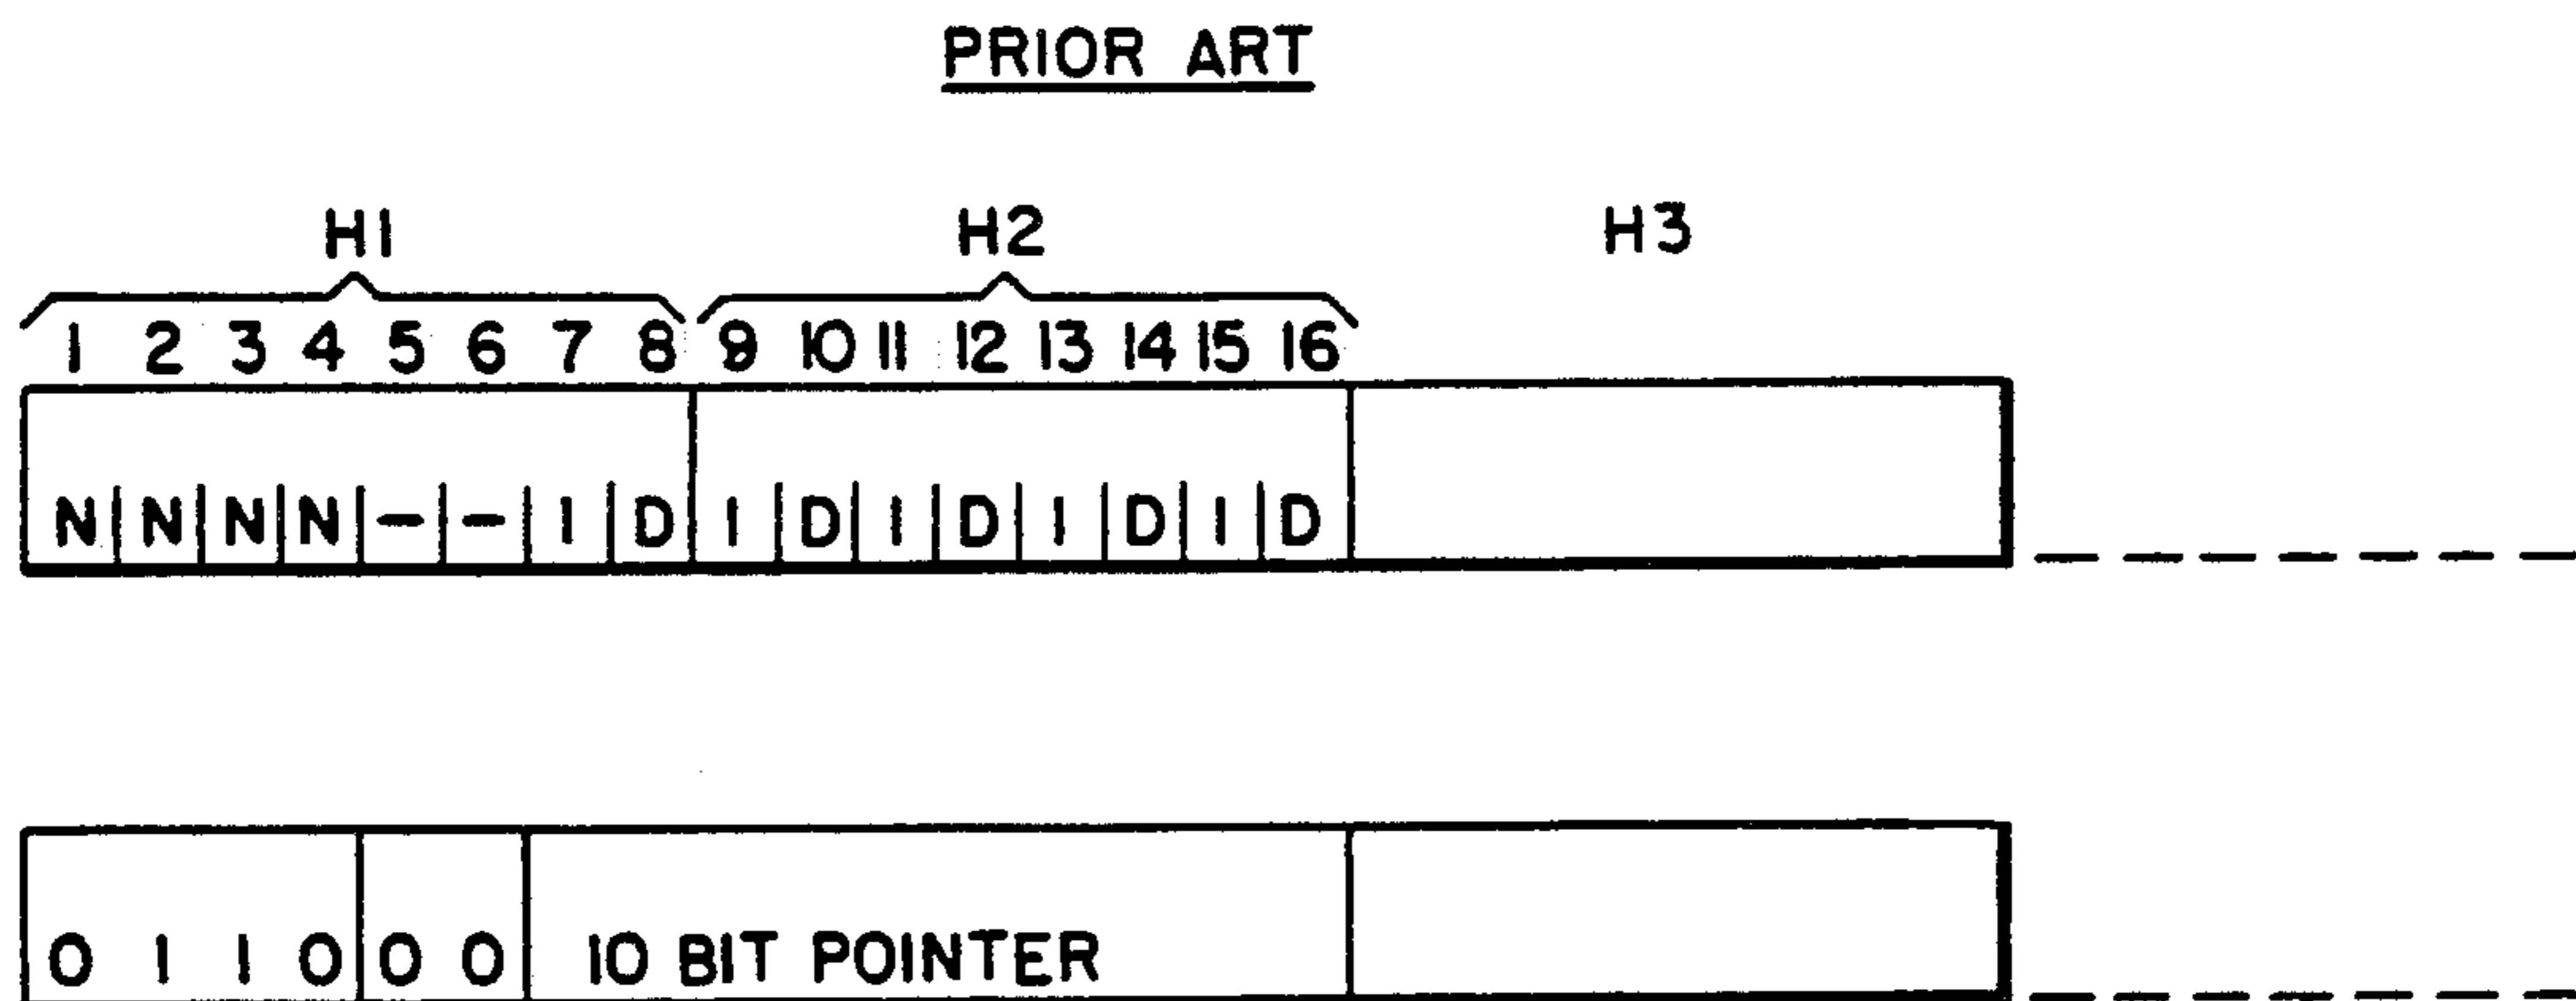 PRIOR ART
H1 H2 H3
1 2 3 4 5 6 7 8 9 10 11 12 13 14 15 16
N N N N - - I D I D I D I D I D
0 1 1 0 0 0 10 BIT POINTER